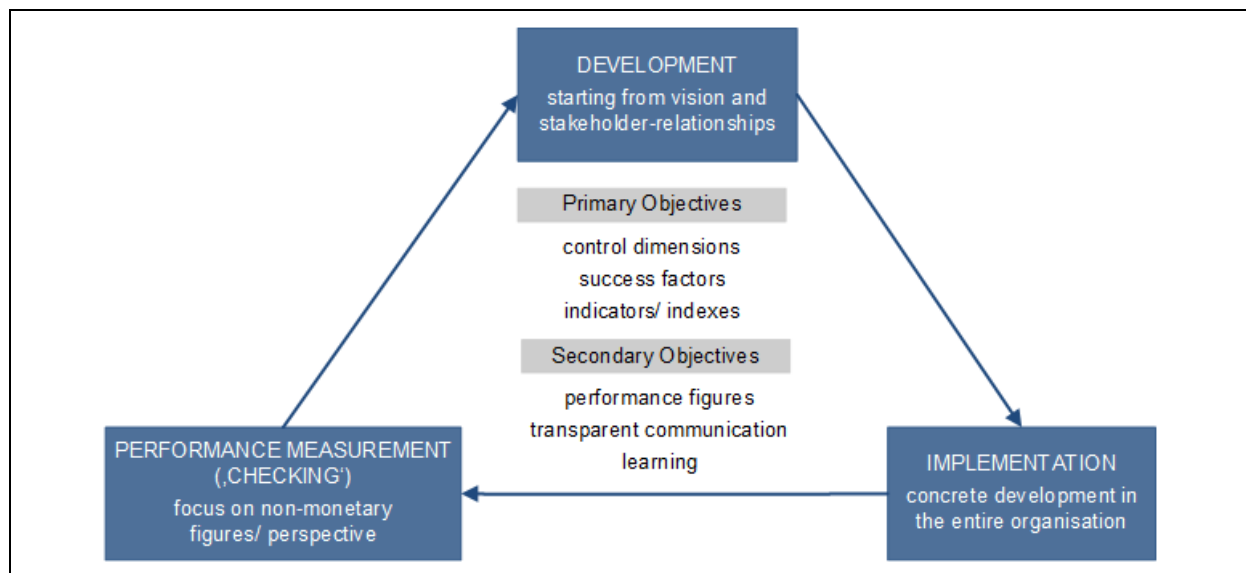 DEVELOPMENT
starting from vision and
stakeholder-relationships
Primary Objectives
control dimensions
success factors
indicators/ indexes
Secondary Objectives
performance figures
transparent communication
learning
PERFORMANCE MEASUREMENT
(‚CHECKING‘)
focus on non-monetary
figures/ perspective
IMPLEMENTATION
concrete development in
the entire organisation